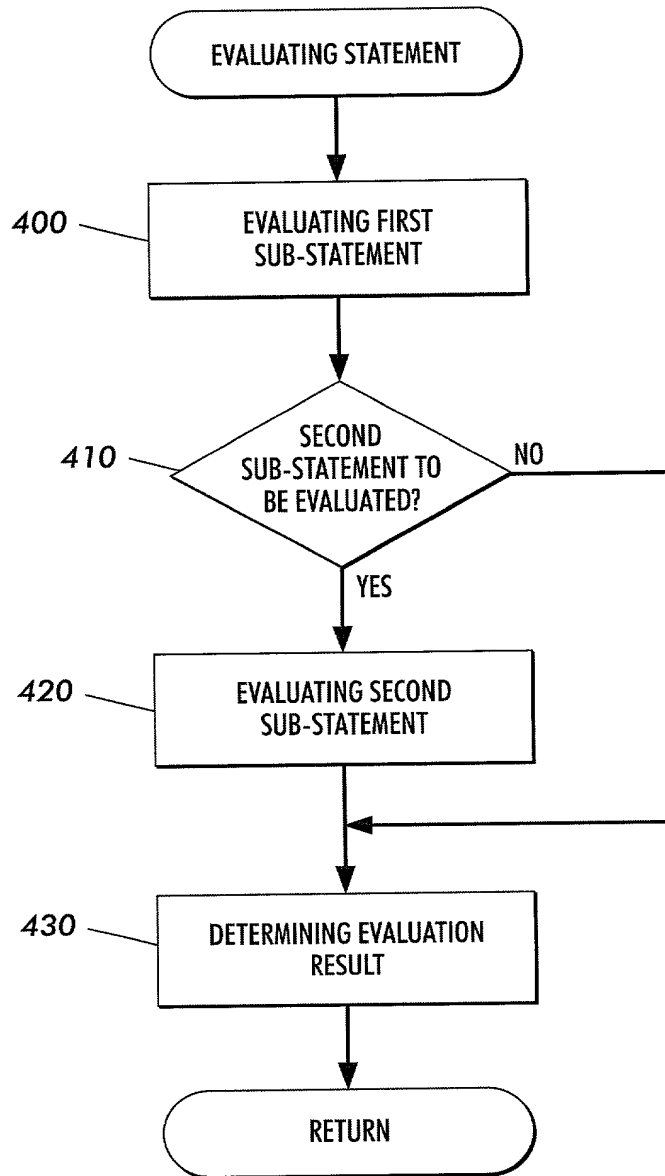 EVALUATING STATEMENT
400
EVALUATING FIRST
SUB-STATEMENT
410
SECOND
SUB-STATEMENT TO
BE EVALUATED?
NO
YES
420
EVALUATING SECOND
SUB-STATEMENT
430
DETERMINING EVALUATION
RESULT
RETURN